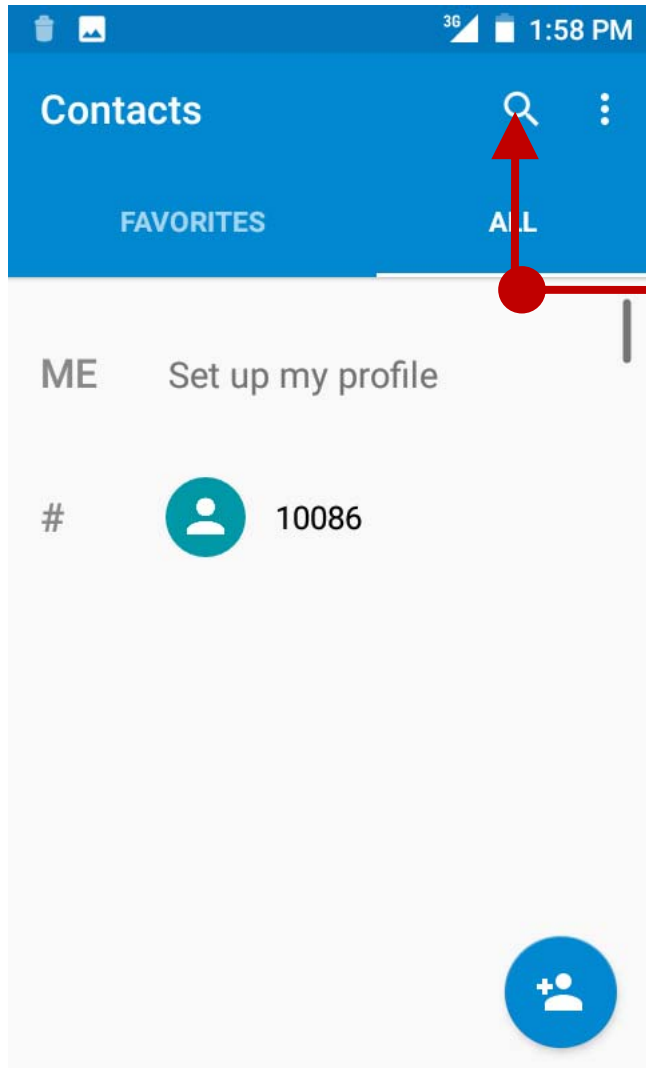 3G 1:58 PM
Contacts
FAVORITES ALL
ME Set up my profile
# 10086